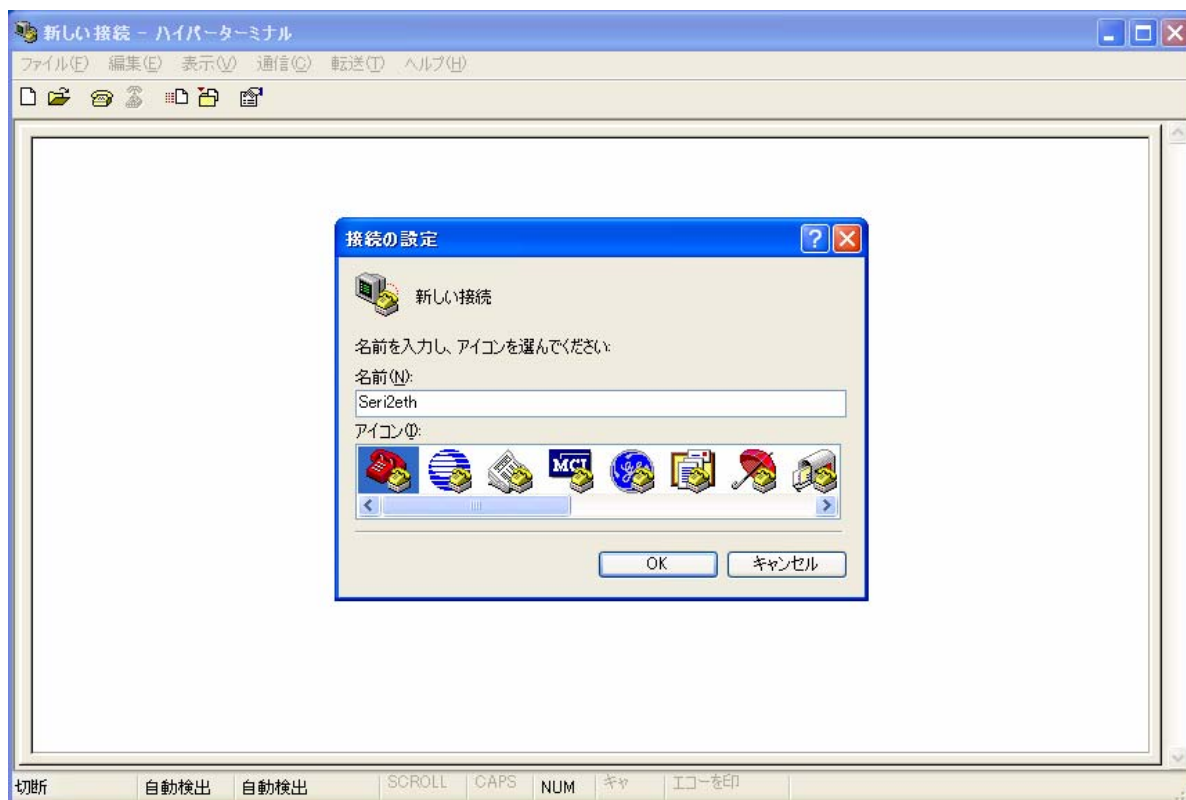 新しい接続 - ハイパーターミナル
ファイル(F) 編集(E) 表示(V) 通信(C) 転送(T) ヘルプ(H)
接続の設定
新しい接続
名前を入力し、アイコンを選んでください:
名前(N):
Seri2eth
アイコン(I):
MCI
OK キャンセル
切断 自動検出 自動検出 SCROLL CAPS NUM キャ エコーを印